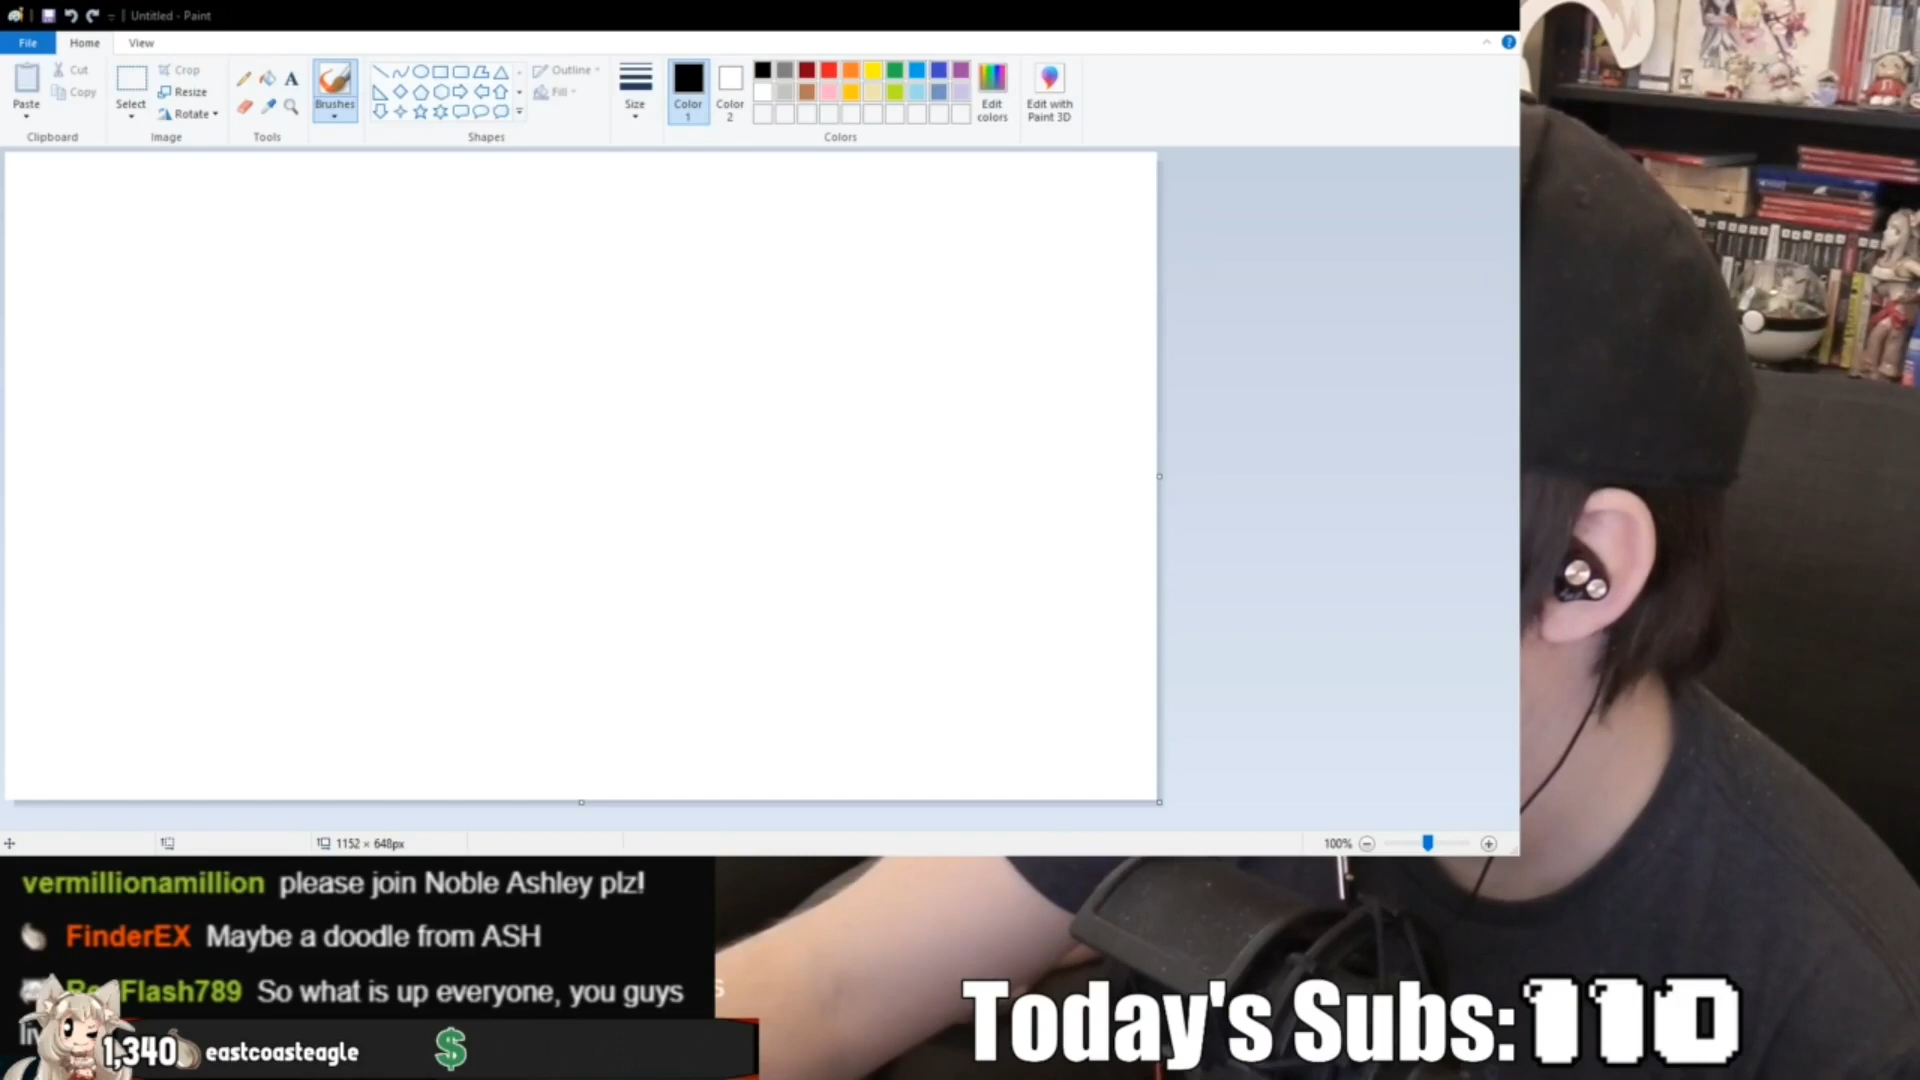 Untitled - Paint
File Home View
Paste
Cut
Copy
Clipboard
Select
Crop
Resize
Rotate
Image
A
Tools
Brushes
Shapes
Outline
Fill
Size
Color 1
Color 2
Edit colors
Colors
Edit with Paint 3D
1152 × 648px
100%
vermillionamillion please join Noble Ashley plz!
FinderEX Maybe a doodle from ASH
Flash789 So what is up everyone, you guys
1,340 eastcoasteagle $
Today's Subs:110